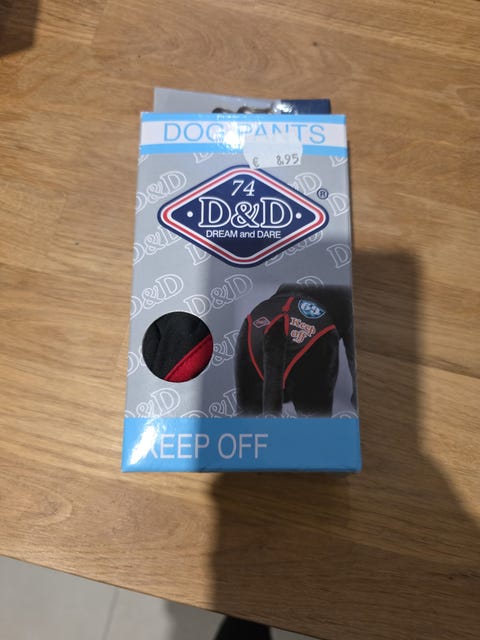 DOG PANTS
€ 8,95
74
D&D
®
DREAM and DARE
D&D
D&D
D&D
D&D
Keep
off
KEEP OFF